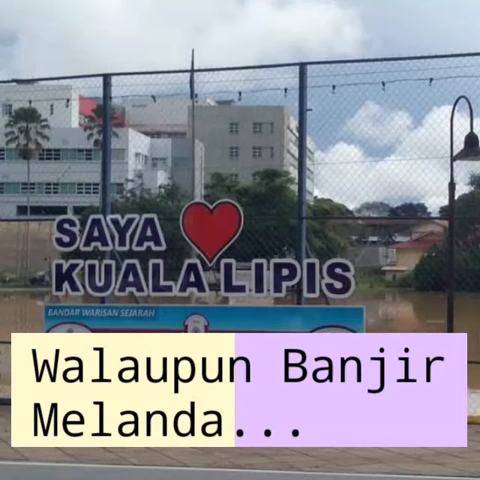 SAYA
KUALA LIPIS
BANDAR WARISAN SEJARAH
Walaupun Banjir
Melanda...